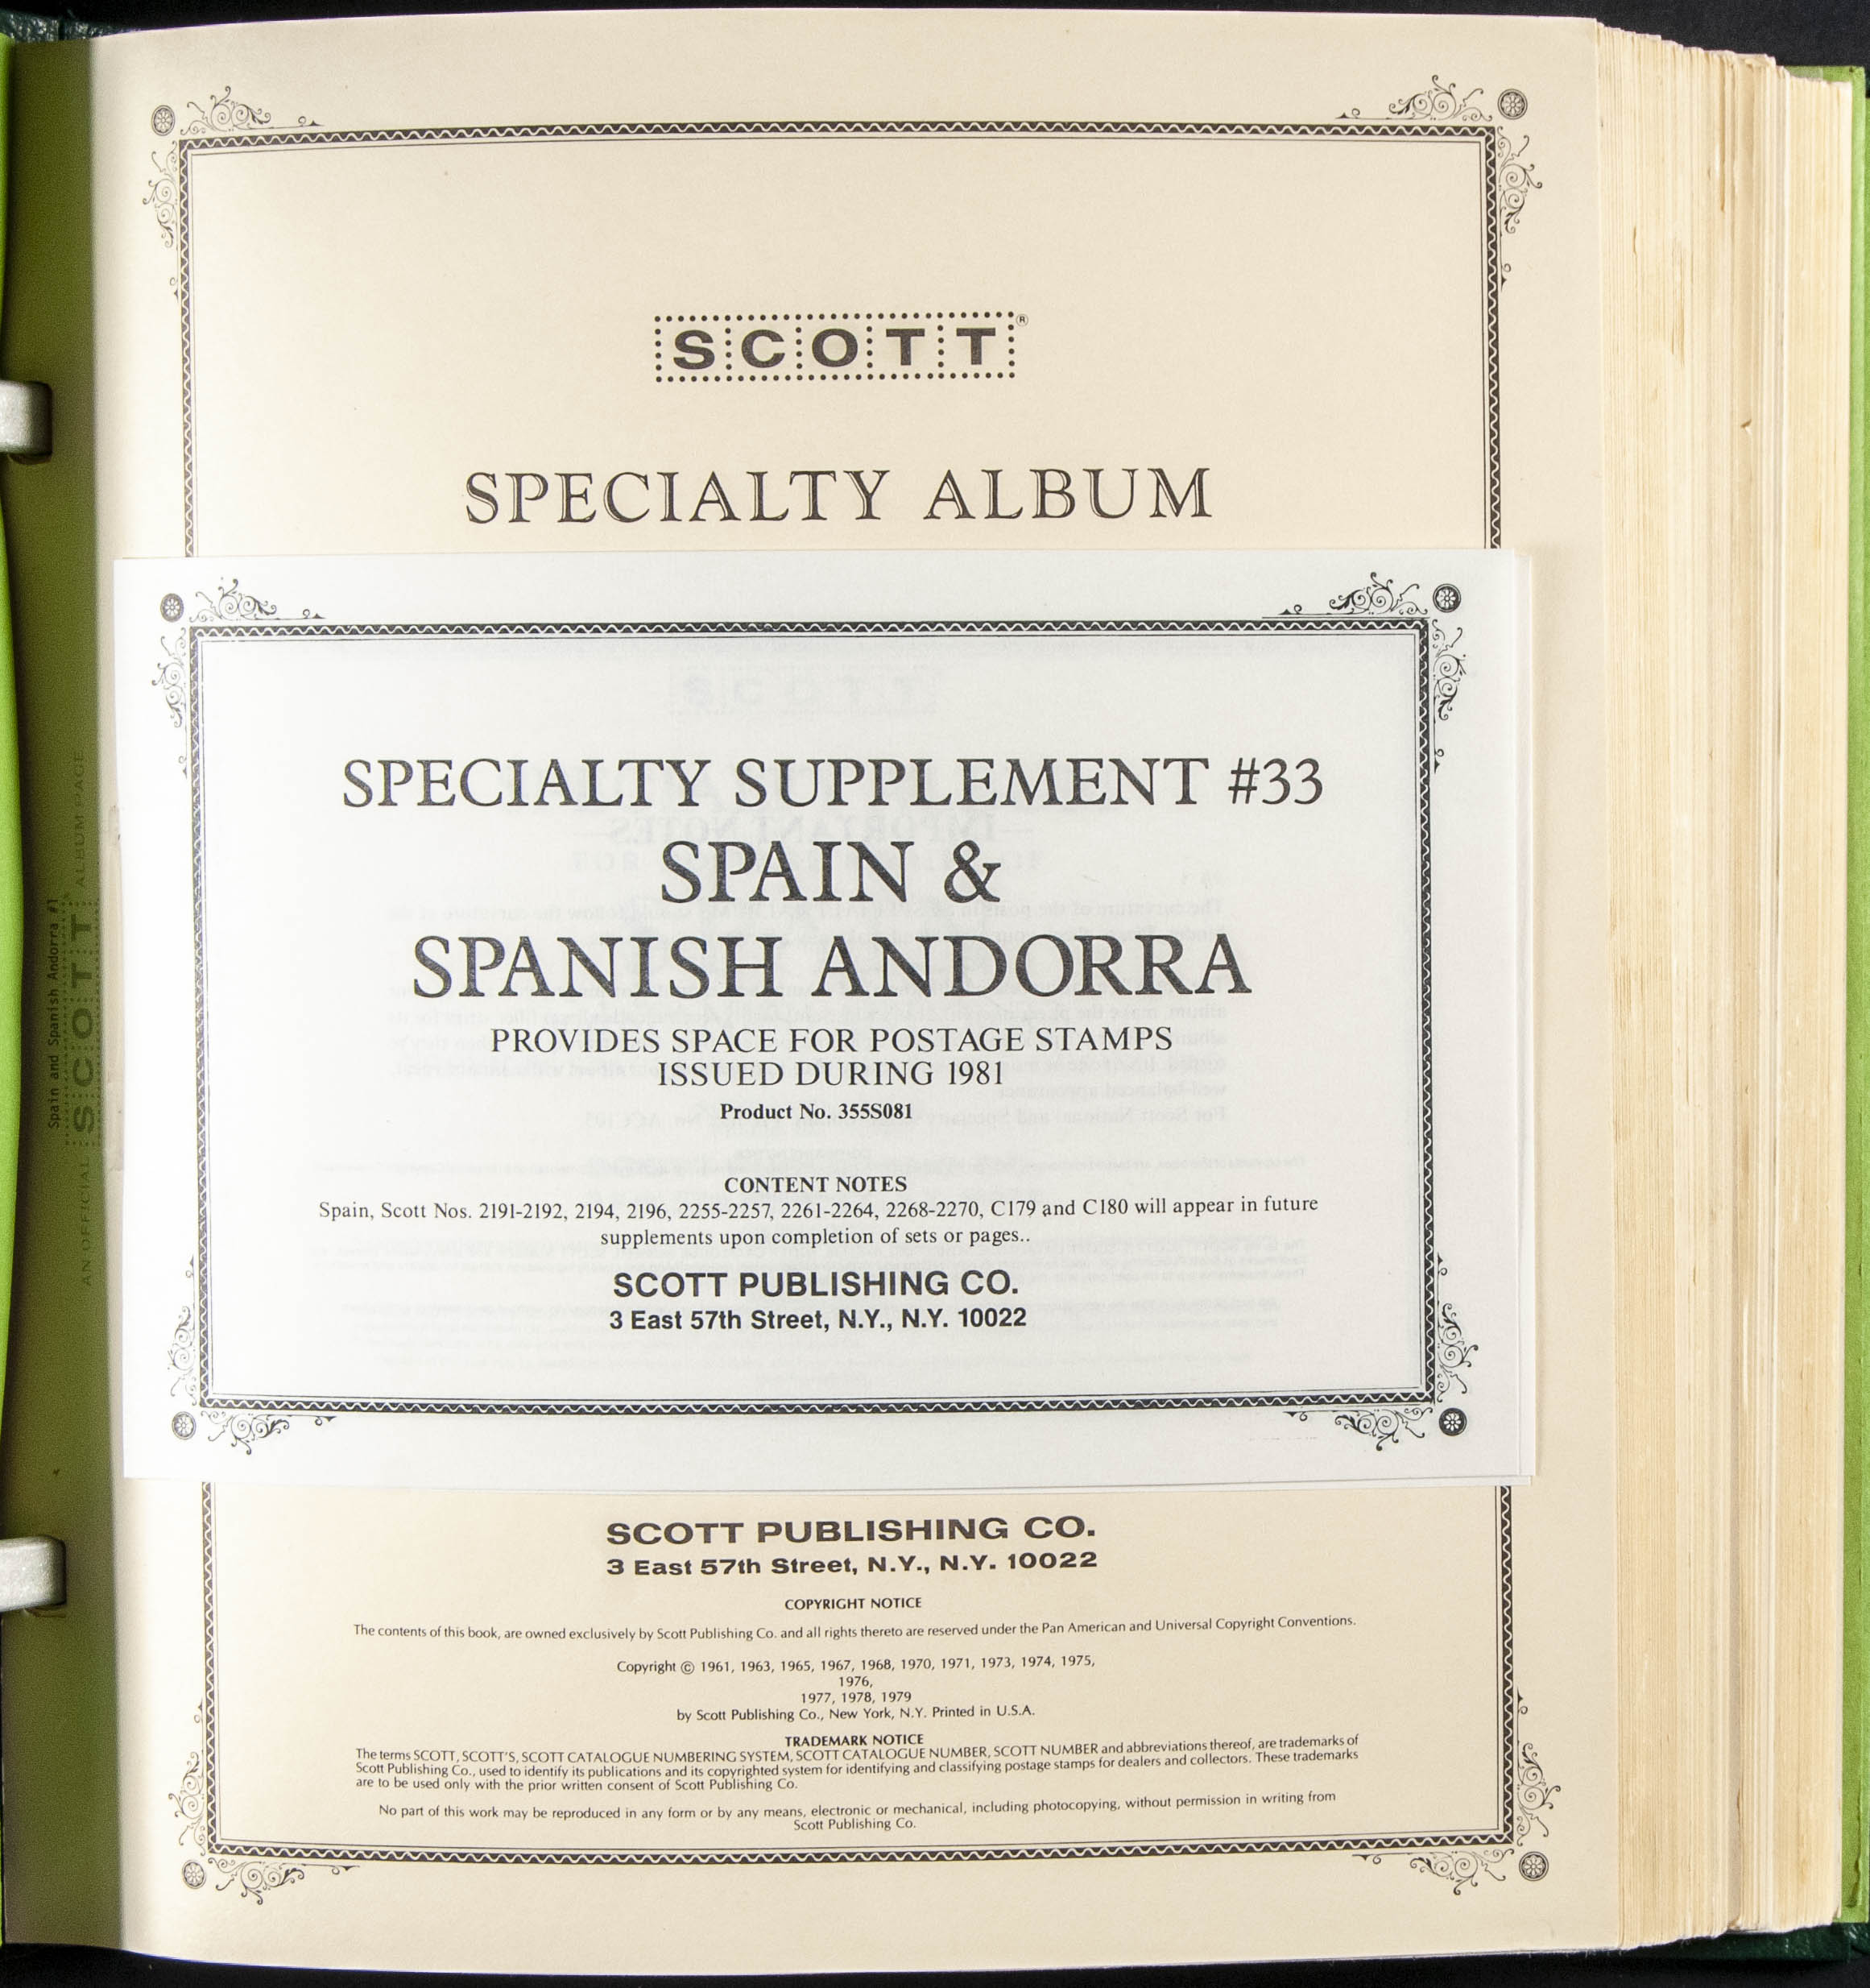 SCOTT®
SPECIALTY ALBUM
SPECIALTY SUPPLEMENT #33
SPAIN &
SPANISH ANDORRA
PROVIDES SPACE FOR POSTAGE STAMPS
ISSUED DURING 1981
Product No. 355S081
CONTENT NOTES
Spain, Scott Nos. 2191-2192, 2194, 2196, 2255-2257, 2261-2264, 2268-2270, C179 and C180 will appear in future
supplements upon completion of sets or pages..
SCOTT PUBLISHING CO.
3 East 57th Street, N.Y., N.Y. 10022
SCOTT PUBLISHING CO.
3 East 57th Street, N.Y., N.Y. 10022
COPYRIGHT NOTICE
The contents of this book, are owned exclusively by Scott Publishing Co. and all rights thereto are reserved under the Pan American and Universal Copyright Conventions.
Copyright © 1961, 1963, 1965, 1967, 1968, 1970, 1971, 1973, 1974, 1975,
1976,
1977, 1978, 1979
by Scott Publishing Co., New York, N.Y. Printed in U.S.A.
TRADEMARK NOTICE
The terms SCOTT, SCOTT'S, SCOTT CATALOGUE NUMBERING SYSTEM, SCOTT CATALOGUE NUMBER, SCOTT NUMBER and abbreviations thereof, are trademarks of
Scott Publishing Co., used to identify its publications and its copyrighted system for identifying and classifying postage stamps for dealers and collectors. These trademarks
are to be used only with the prior written consent of Scott Publishing Co.
No part of this work may be reproduced in any form or by any means, electronic or mechanical, including photocopying, without permission in writing from
Scott Publishing Co.
Spain and Spanish Andorra #1
AN OFFICIAL SCOTT ALBUM PAGE